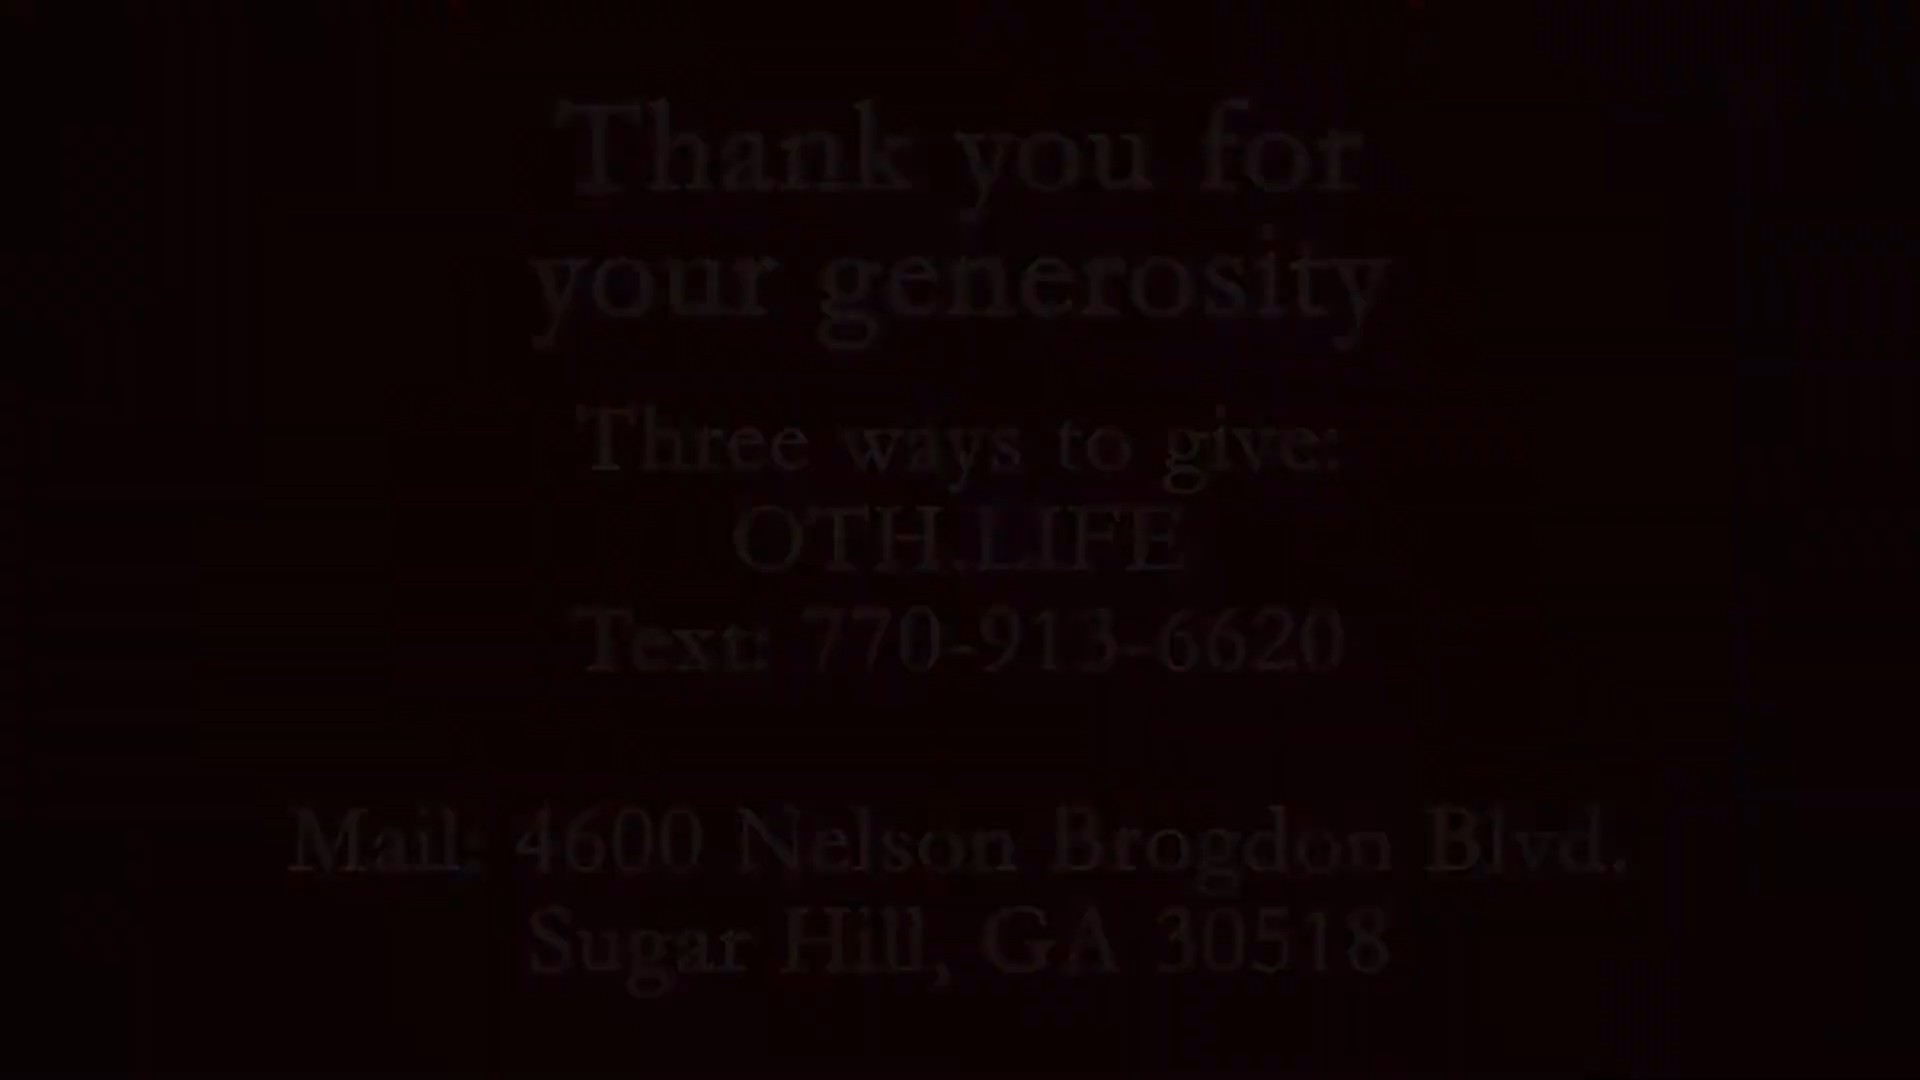 Thank you for
your generosity
Three ways to give:
OTH.LIFE
Text: 770-913-6620
Mail: 4600 Nelson Brogdon Blvd.
Sugar Hill, GA 30518